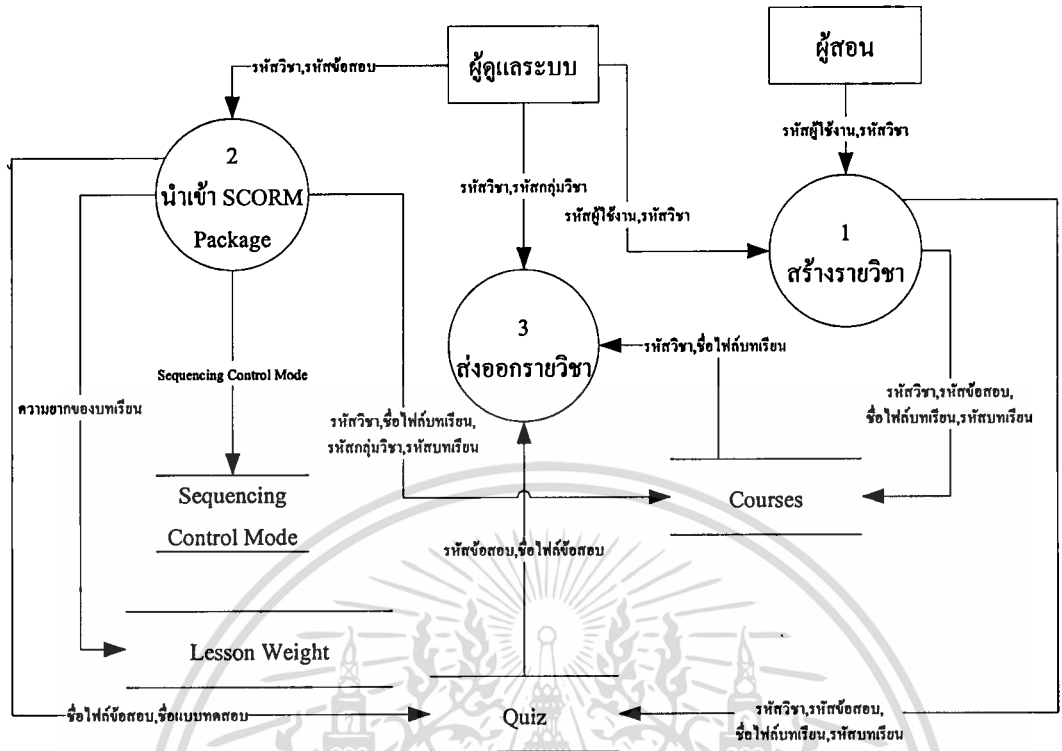 ผู้สอน
ผู้ดูแลระบบ
รหัสวิชา,รหัสข้อสอบ
รหัสผู้ใช้งาน,รหัสวิชา
2
นำเข้า SCORM
Package
รหัสวิชา,รหัสกลุ่มวิชา
รหัสผู้ใช้งาน,รหัสวิชา
1
สร้างรายวิชา
3
ส่งออกรายวิชา
รหัสวิชา,ชื่อไฟล์บทเรียน
Sequencing Control Mode
ความยากของบทเรียน
รหัสวิชา,ชื่อไฟล์บทเรียน,
รหัสกลุ่มวิชา,รหัสบทเรียน
รหัสวิชา,รหัสข้อสอบ,
ชื่อไฟล์บทเรียน,รหัสบทเรียน
Sequencing
Control Mode
Courses
รหัสข้อสอบ,ชื่อไฟล์ข้อสอบ
Lesson Weight
ชื่อไฟล์ข้อสอบ,ชื่อแบบทดสอบ
Quiz
รหัสวิชา,รหัสข้อสอบ,
ชื่อไฟล์บทเรียน,รหัสบทเรียน